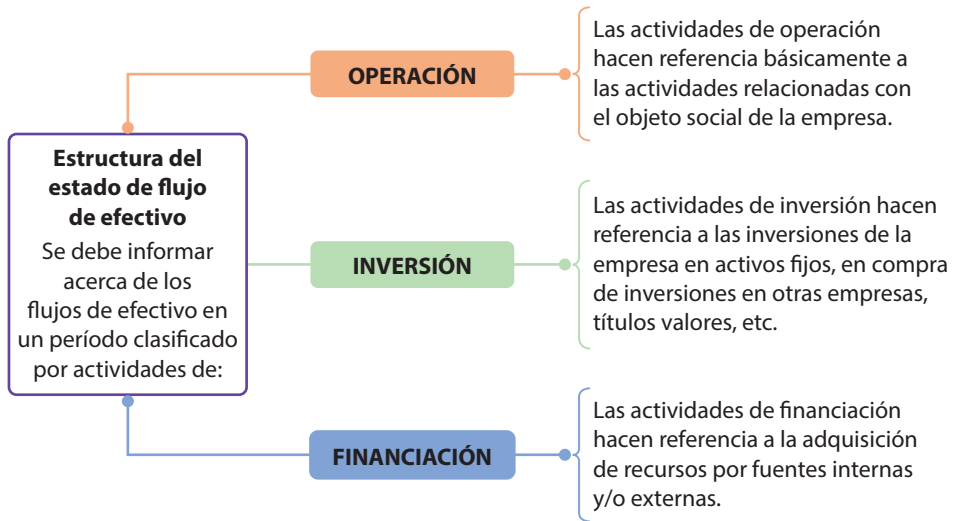 Estructura del
estado de flujo
de efectivo
Se debe informar
acerca de los
flujos de efectivo en
un período clasificado
por actividades de:
OPERACIÓN
Las actividades de operación
hacen referencia básicamente a
las actividades relacionadas con
el objeto social de la empresa.
INVERSIÓN
Las actividades de inversión hacen
referencia a las inversiones de la
empresa en activos fijos, en compra
de inversiones en otras empresas,
títulos valores, etc.
FINANCIACIÓN
Las actividades de financiación
hacen referencia a la adquisición
de recursos por fuentes internas
y/o externas.